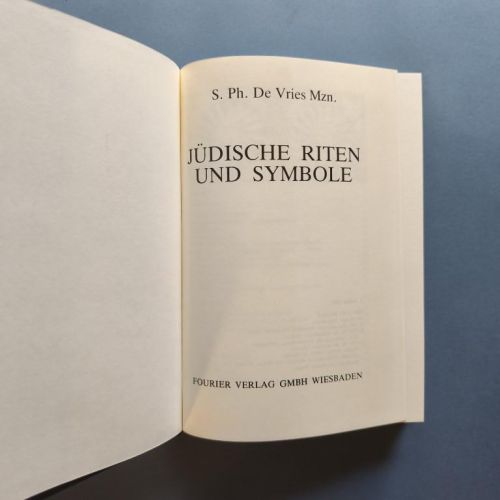 S. Ph. De Vries Mzn.
JÜDISCHE RITEN
UND SYMBOLE
FOURIER VERLAG GMBH WIESBADEN